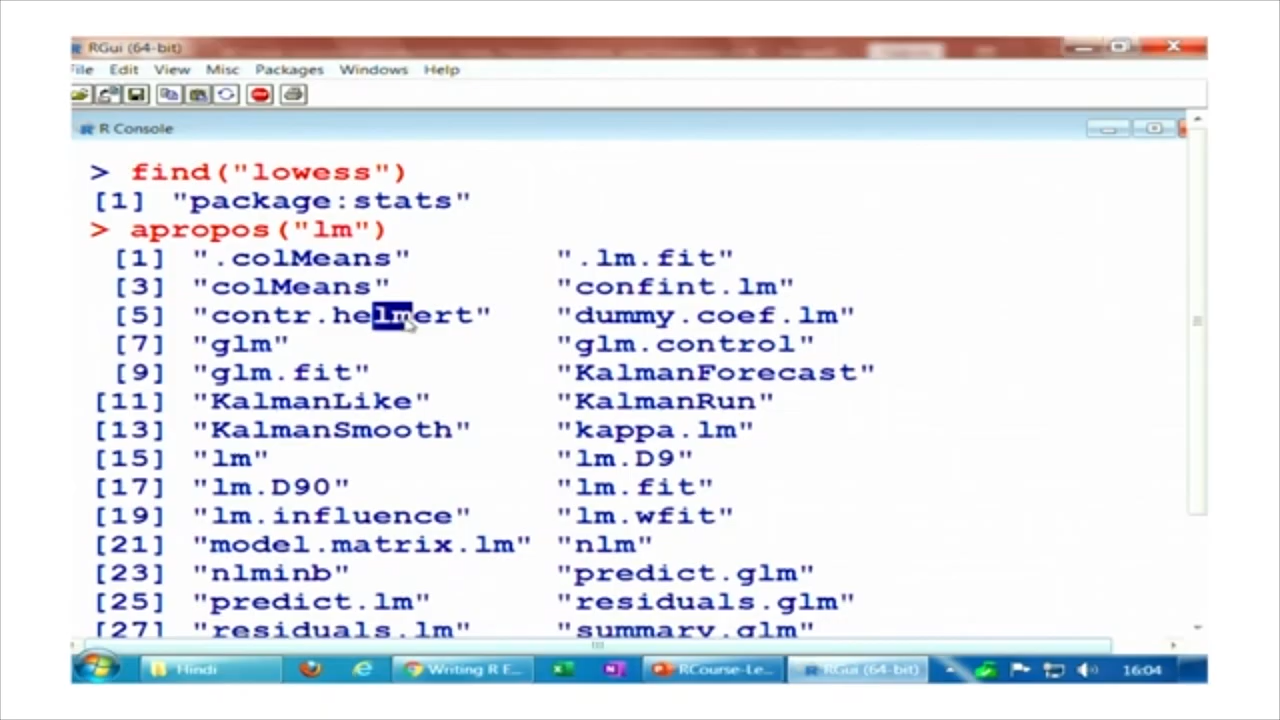 RGui (64-bit)
File Edit View Misc Packages Windows Help
R Console
> find("lowess")
[1] "package:stats"
> apropos("lm")
[1] ".colMeans" ".lm.fit"
[3] "colMeans" "confint.lm"
[5] "contr.helmert" "dummy.coef.lm"
[7] "glm" "glm.control"
[9] "glm.fit" "KalmanForecast"
[11] "KalmanLike" "KalmanRun"
[13] "KalmanSmooth" "kappa.lm"
[15] "lm" "lm.D9"
[17] "lm.D90" "lm.fit"
[19] "lm.influence" "lm.wfit"
[21] "model.matrix.lm" "nlm"
[23] "nlminb" "predict.glm"
[25] "predict.lm" "residuals.glm"
[27] "residuals.lm" "summary.glm"
Hindi Writing R E... RCourse-Le... RGui (64-bit) 16:04